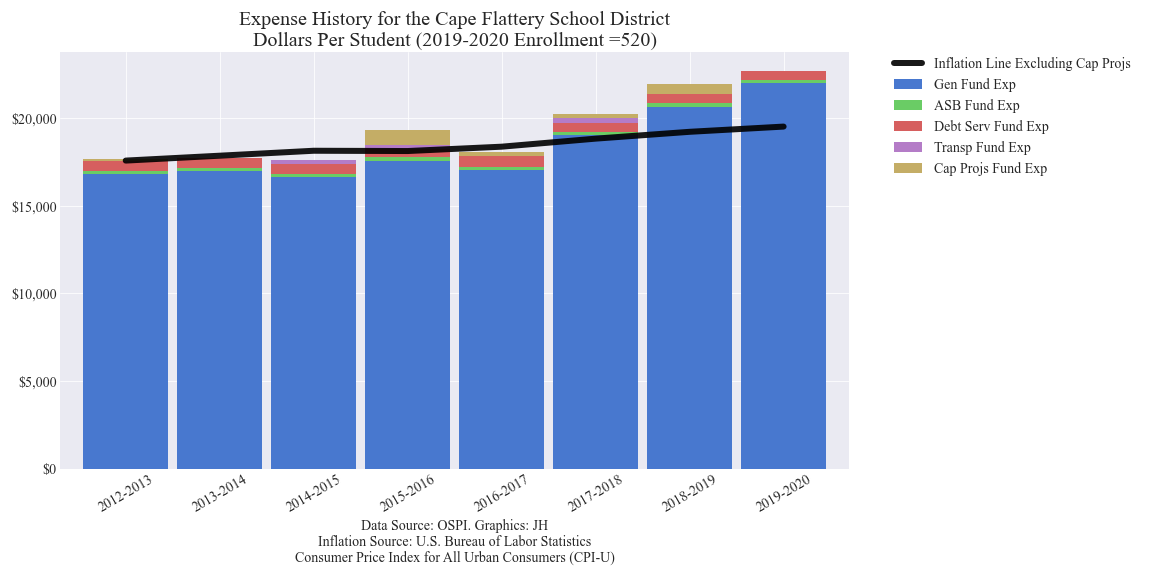 Expense History for the Cape Flattery School District
Dollars Per Student (2019-2020 Enrollment =520)
Inflation Line Excluding Cap Projs
Gen Fund Exp
ASB Fund Exp
Debt Serv Fund Exp
Transp Fund Exp
Cap Projs Fund Exp
$20,000
$15,000
$10,000
$5,000
$0
2012-2013
2013-2014
2014-2015
2015-2016
2016-2017
2017-2018
2018-2019
2019-2020
Data Source: OSPI. Graphics: JH
Inflation Source: U.S. Bureau of Labor Statistics
Consumer Price Index for All Urban Consumers (CPI-U)